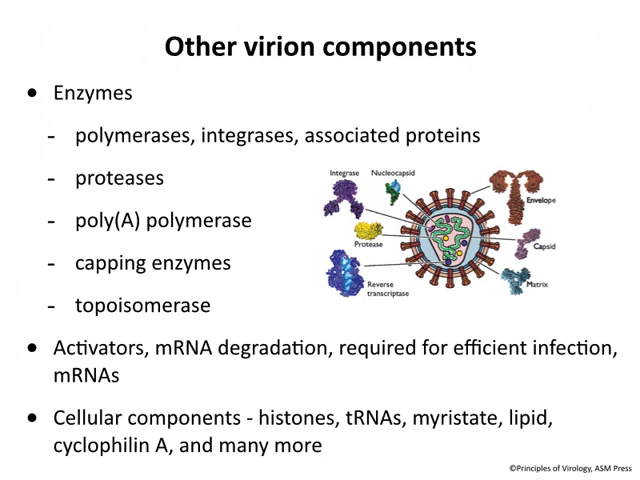 Other virion components
• Enzymes
- polymerases, integrases, associated proteins
- proteases
- poly(A) polymerase
- capping enzymes
- topoisomerase
Integrase
Nucleocapsid
Envelope
Protease
Capsid
Reverse
transcriptase
Matrix
• Activators, mRNA degradation, required for efficient infection,
mRNAs
• Cellular components - histones, tRNAs, myristate, lipid,
cyclophilin A, and many more
©Principles of Virology, ASM Press